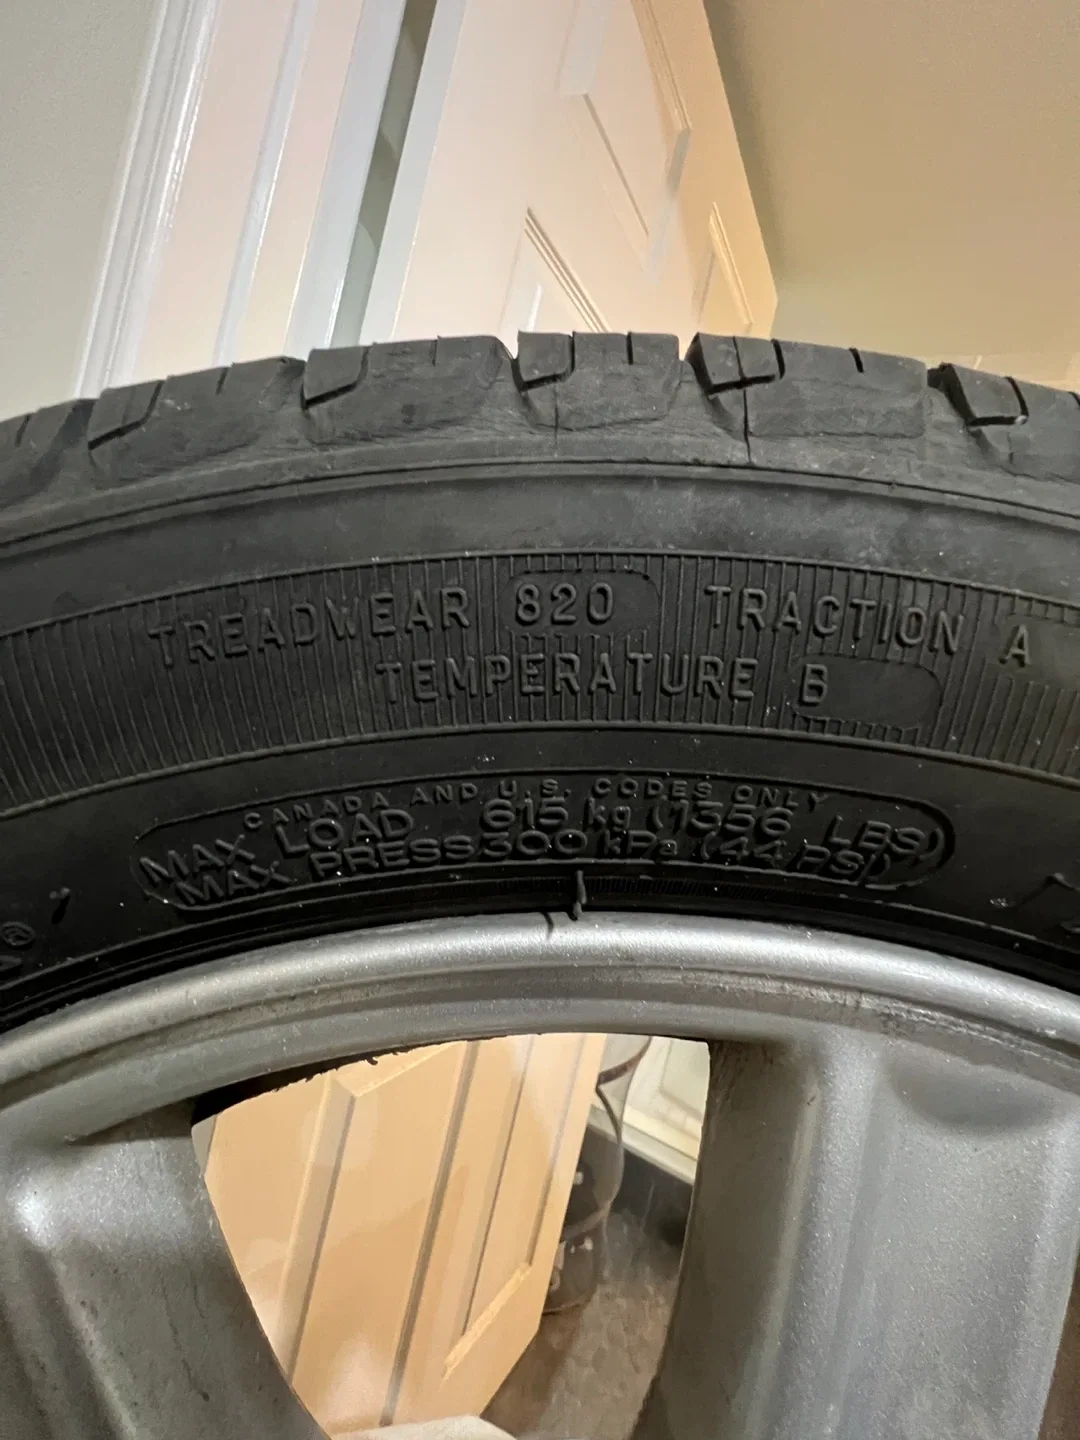 TREADWEAR 820 TRACTION A
TEMPERATURE B
CANADA AND U.S. CODES ONLY
MAX LOAD 615 kg (1356 LBS)
MAX PRESS 300 kPa (44 PSI)